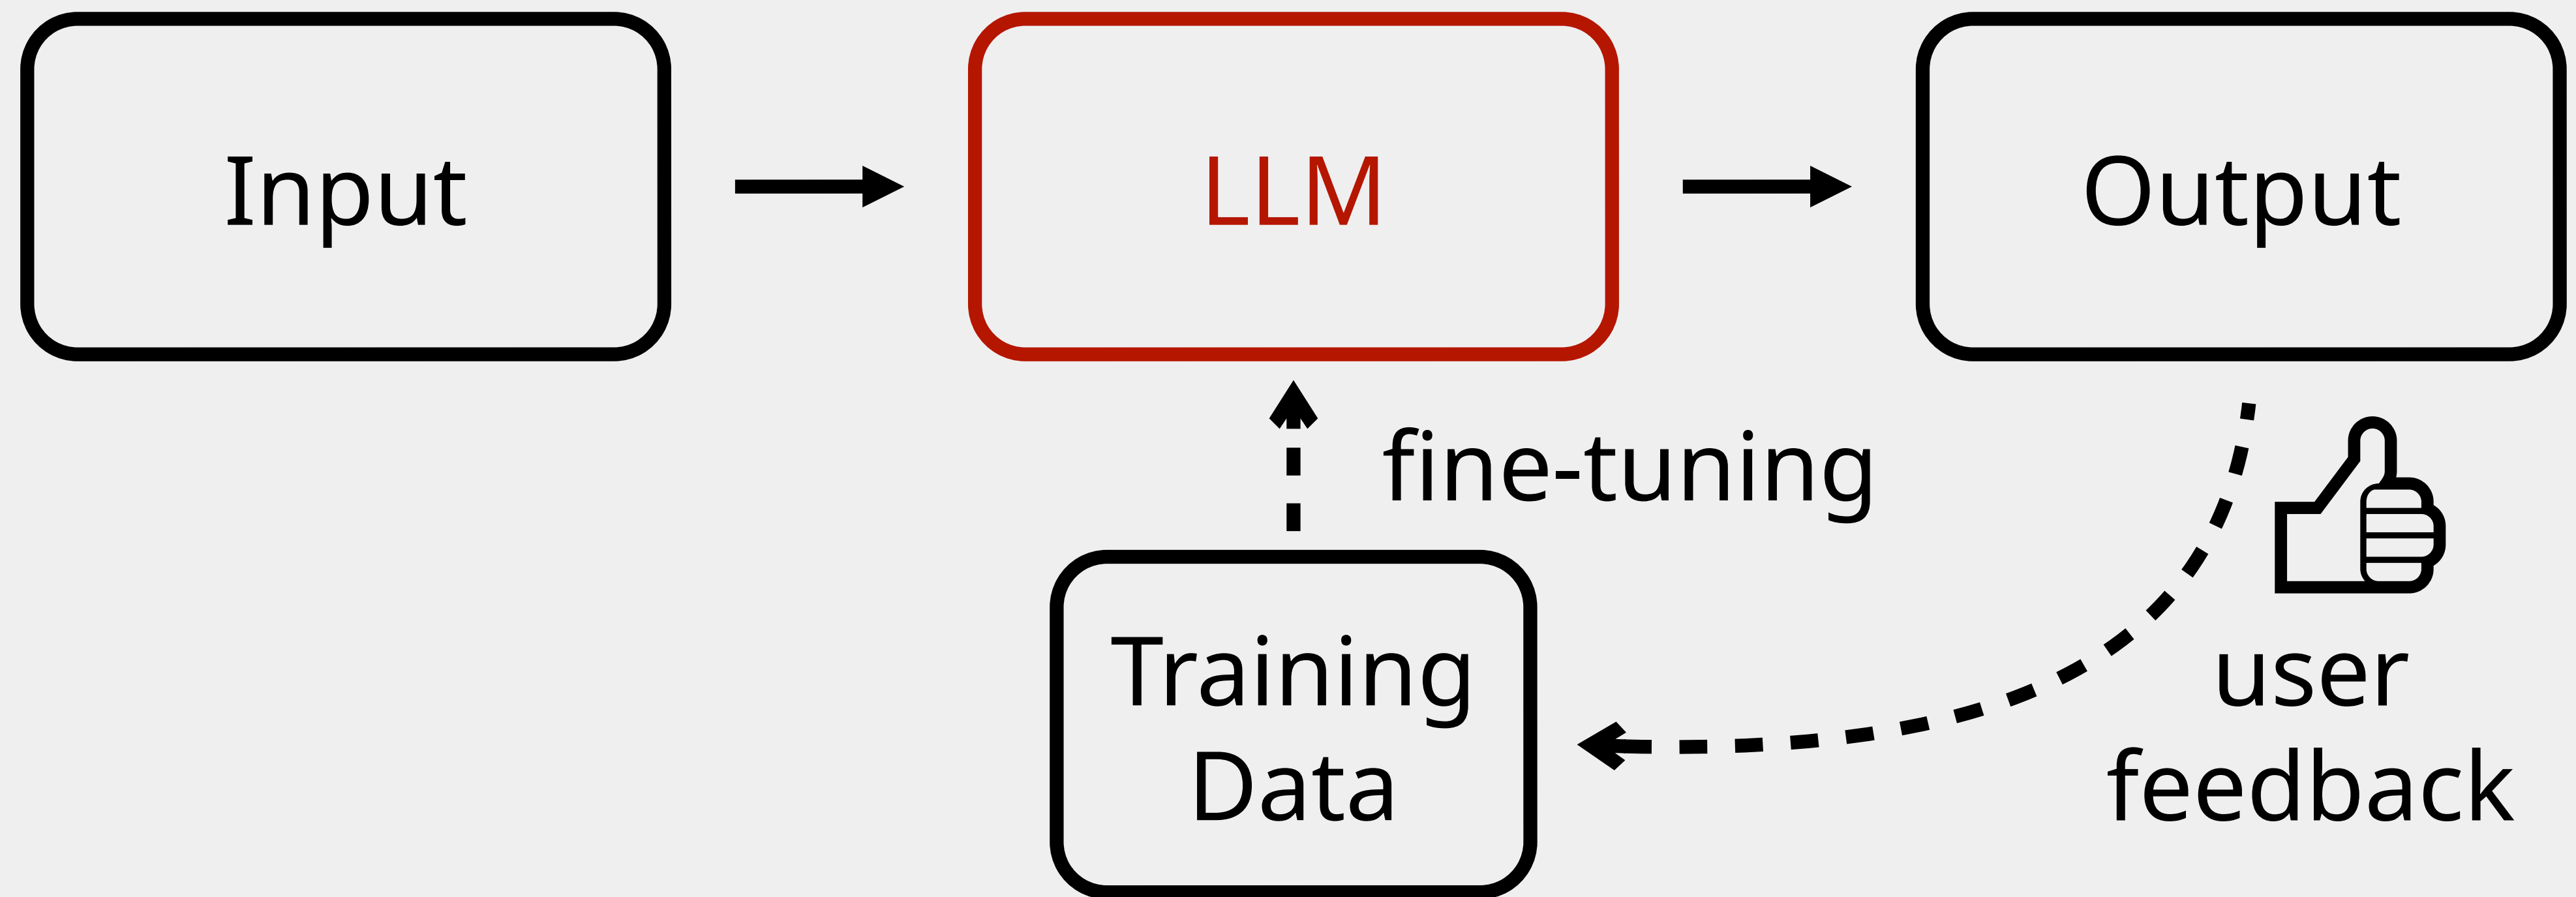 Input
LLM
Output
fine-tuning
Training
Data
user
feedback